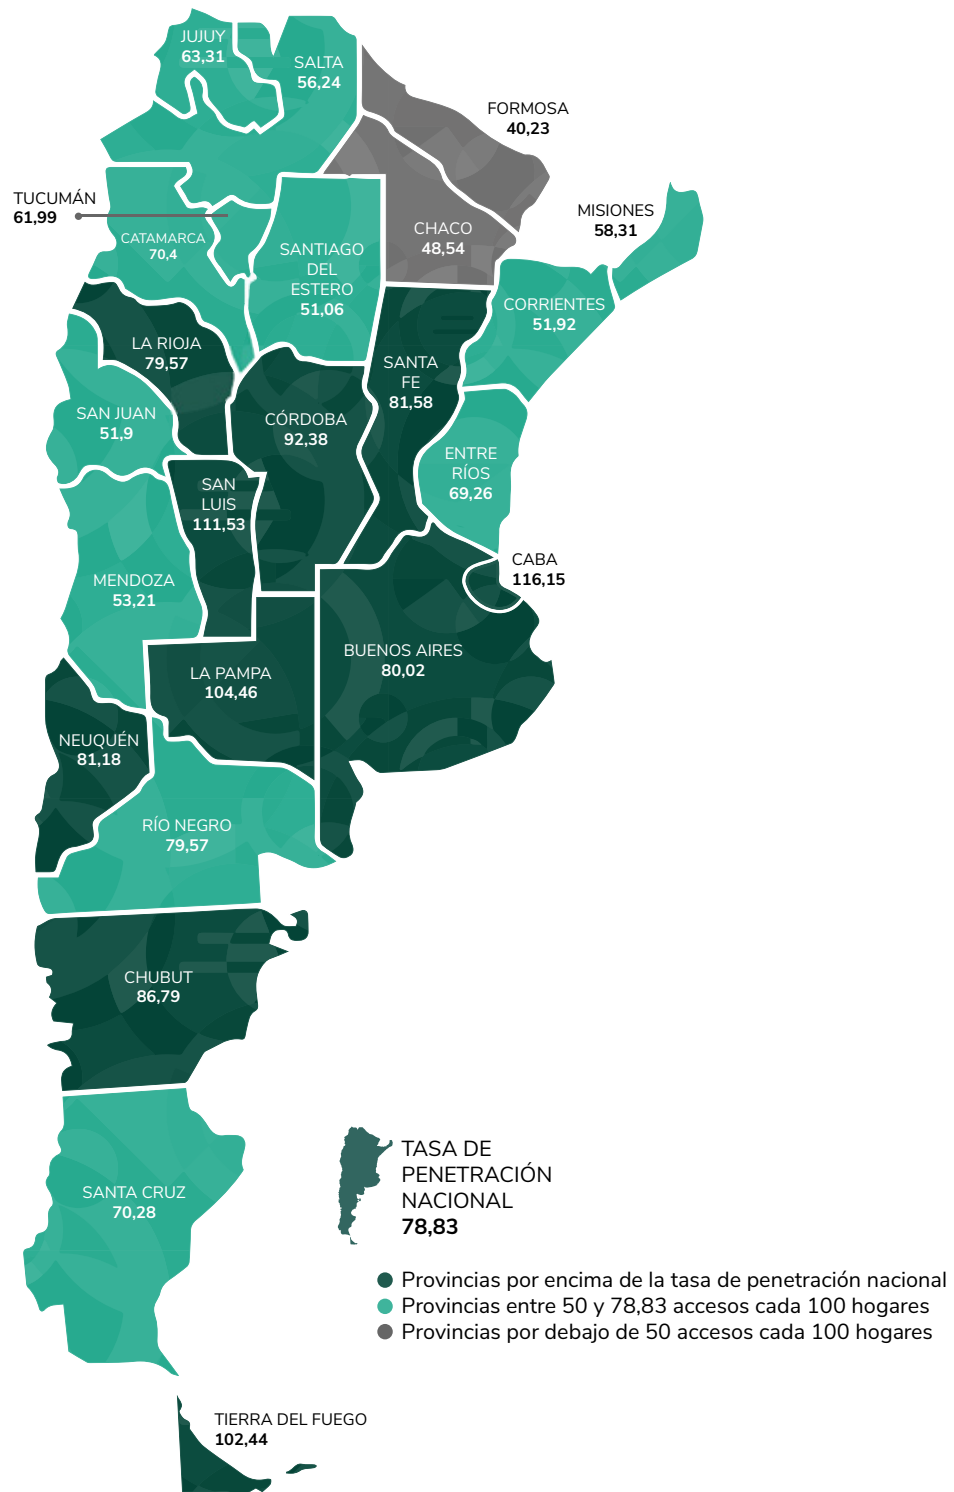 JUJUY
63,31
SALTA
56,24
FORMOSA
40,23
TUCUMÁN
61,99
MISIONES
58,31
CATAMARCA
70,4
CHACO
48,54
SANTIAGO
DEL
ESTERO
51,06
CORRIENTES
51,92
LA RIOJA
79,57
SANTA
FE
81,58
SAN JUAN
51,9
CÓRDOBA
92,38
ENTRE
RÍOS
69,26
SAN
LUIS
111,53
CABA
116,15
MENDOZA
53,21
BUENOS AIRES
80,02
LA PAMPA
104,46
NEUQUÉN
81,18
RÍO NEGRO
79,57
CHUBUT
86,79
SANTA CRUZ
70,28
TASA DE
PENETRACIÓN
NACIONAL
78,83
Provincias por encima de la tasa de penetración nacional
Provincias entre 50 y 78,83 accesos cada 100 hogares
Provincias por debajo de 50 accesos cada 100 hogares
TIERRA DEL FUEGO
102,44